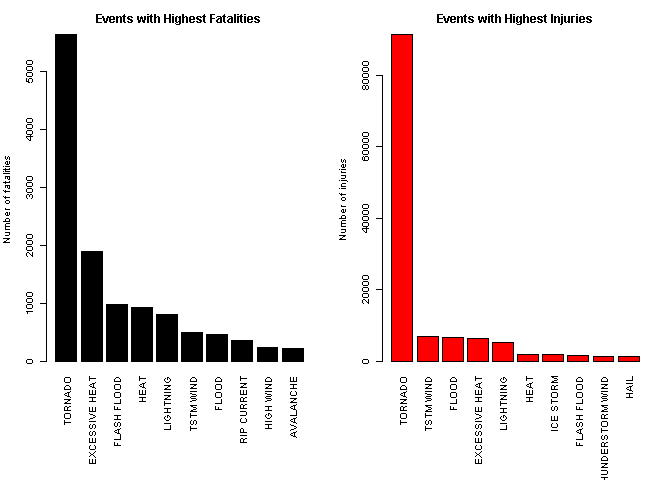 Events with Highest Fatalities
Number of fatalities
0
1000
2000
3000
4000
5000
TORNADO
EXCESSIVE HEAT
FLASH FLOOD
HEAT
LIGHTNING
TSTM WIND
FLOOD
RIP CURRENT
HIGH WIND
AVALANCHE
Events with Highest Injuries
Number of injuries
0
20000
40000
60000
80000
TORNADO
TSTM WIND
FLOOD
EXCESSIVE HEAT
LIGHTNING
HEAT
ICE STORM
FLASH FLOOD
HUNDERSTORM WIND
HAIL